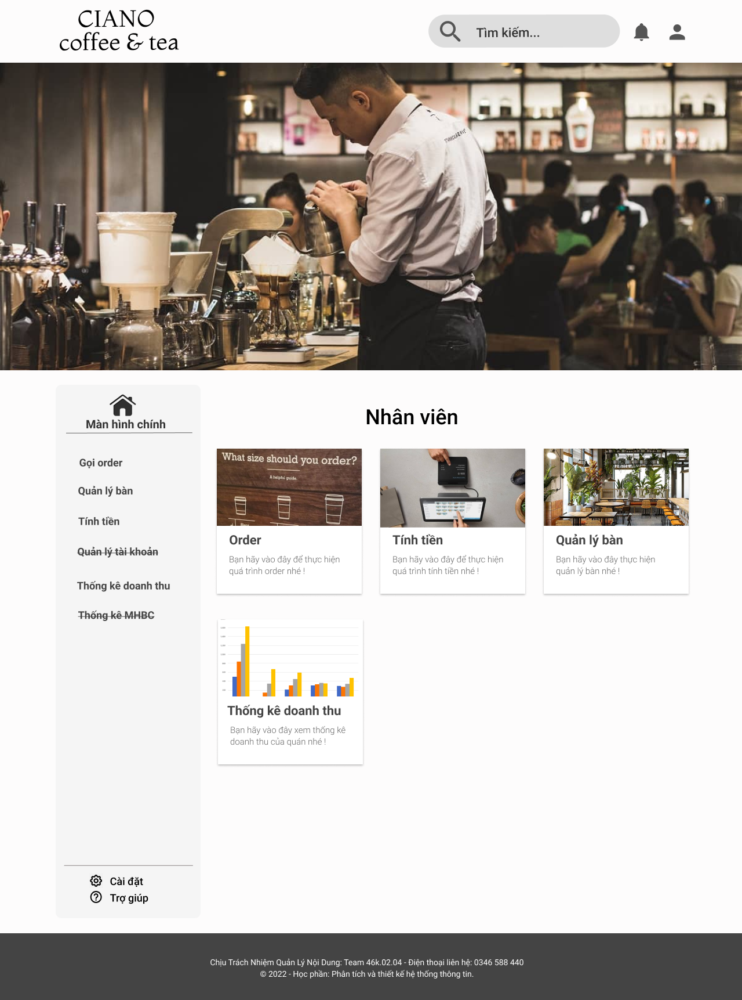 CIANO
coffee & tea
Tìm kiếm...
Màn hình chính
Gọi order
Quản lý bàn
Tính tiền
Quản lý tài khoản
Thống kê doanh thu
Thống kê MHBC
Cài đặt
Trợ giúp
Nhân viên
What size should you order?
A helpful guide.
Order
Bạn hãy vào đây để thực hiện
quá trình order nhé !
Tính tiền
Bạn hãy vào đây để thực hiện
quá trình tính tiền nhé !
Quản lý bàn
Bạn hãy vào đây thực hiện
quản lý bàn nhé !
Thống kê doanh thu
Bạn hãy vào đây xem thống kê
doanh thu của quán nhé !
Chịu Trách Nhiệm Quản Lý Nội Dung: Team 46k.02.04 - Điện thoại liên hệ: 0346 588 440
© 2022 - Học phần: Phân tích và thiết kế hệ thống thông tin.